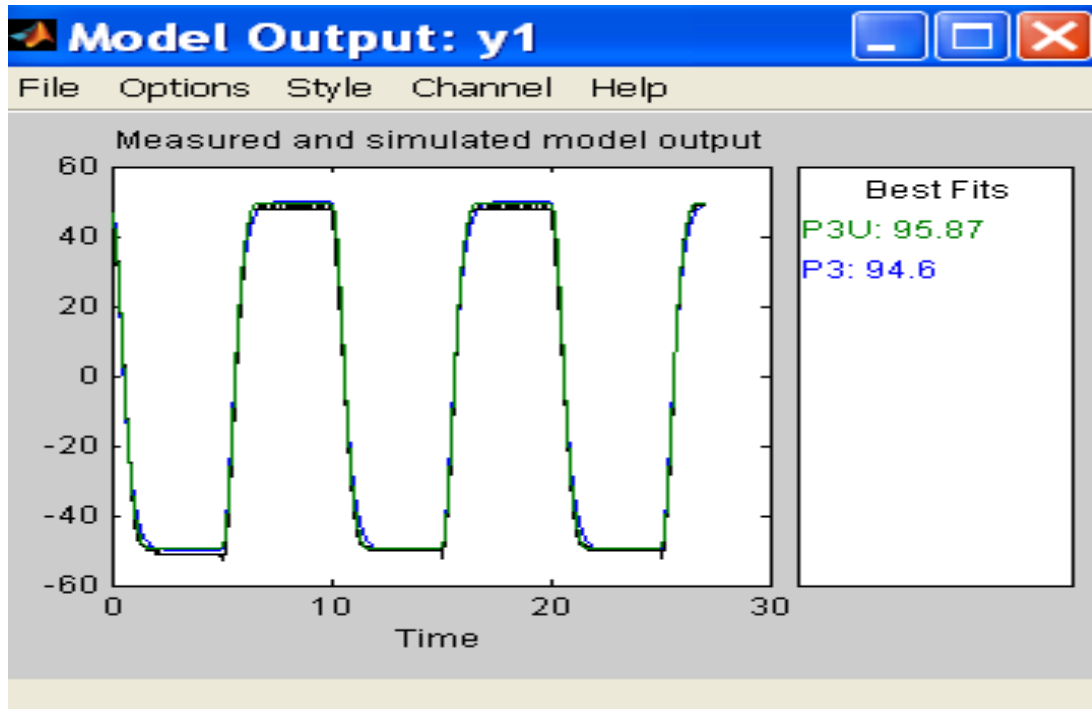 Model Output: y1
File Options Style Channel Help
Measured and simulated model output
60
40
20
0
-20
-40
-60
0 10 20 30
Time
Best Fits
P3U: 95.87
P3: 94.6